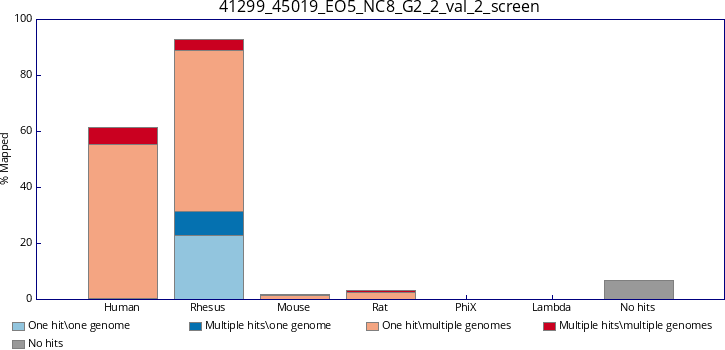 41299_45019_EO5_NC8_G2_2_val_2_screen
100
80
60
40
20
0
% Mapped
Human Rhesus Mouse Rat PhiX Lambda No hits
One hit\one genome Multiple hits\one genome One hit\multiple genomes Multiple hits\multiple genomes
No hits